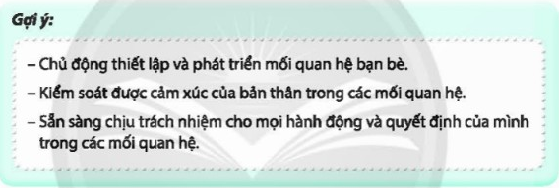 Gợi ý:
– Chủ động thiết lập và phát triển mối quan hệ bạn bè.
– Kiểm soát được cảm xúc của bản thân trong các mối quan hệ.
– Sẵn sàng chịu trách nhiệm cho mọi hành động và quyết định của mình
trong các mối quan hệ.